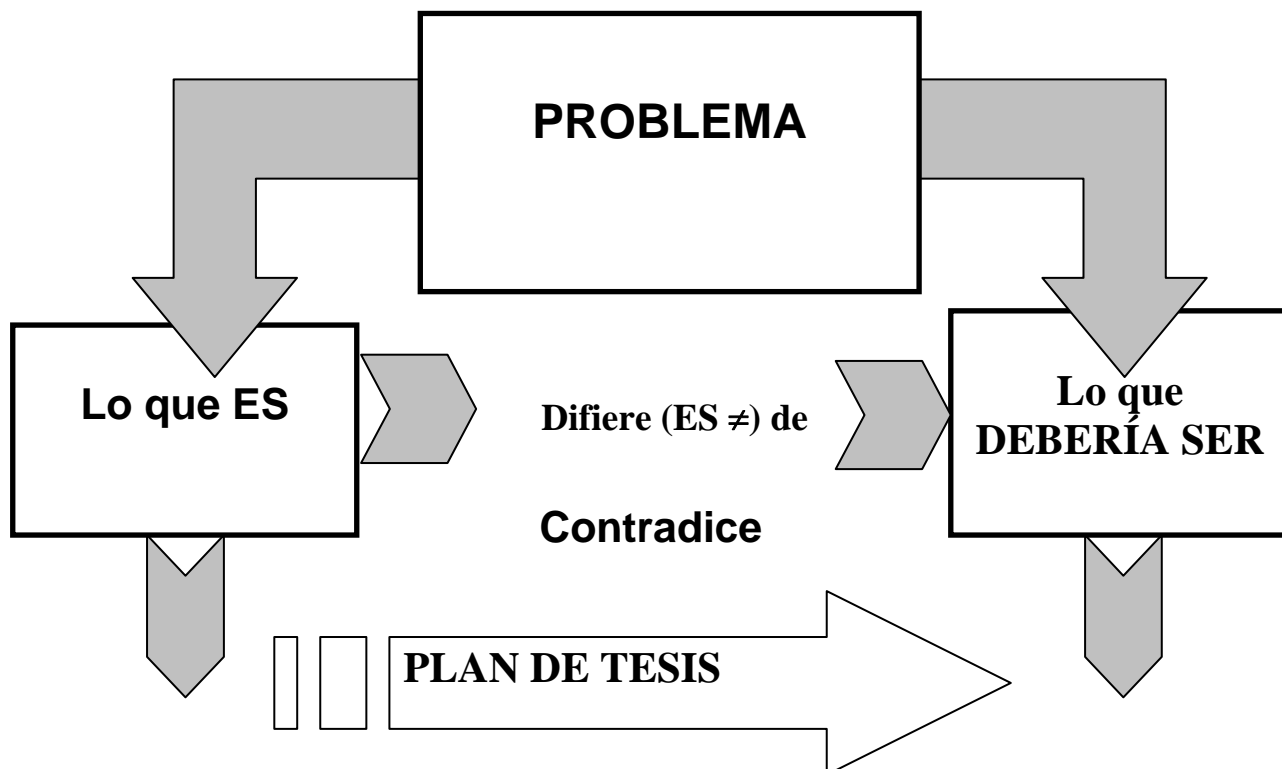 PROBLEMA
Lo que ES
Difiere (ES ≠) de
Lo que
DEBERÍA SER
Contradice
PLAN DE TESIS